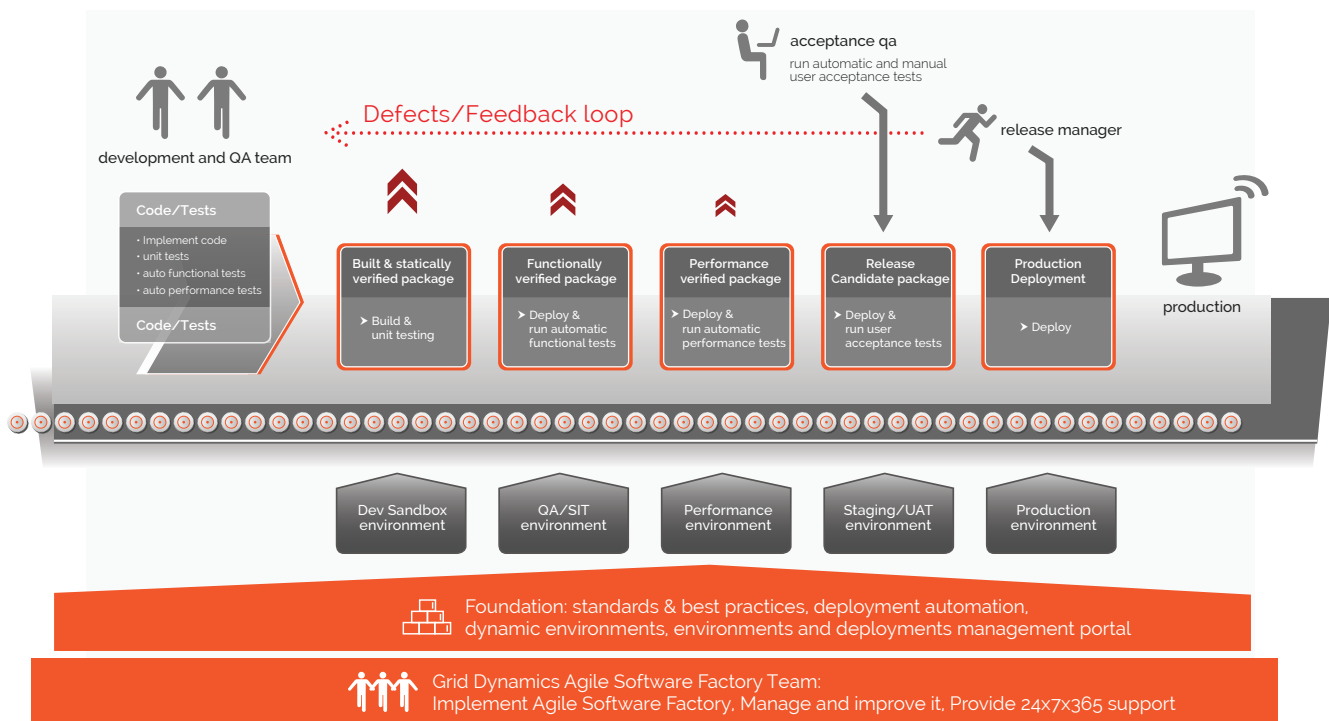 acceptance qa
run automatic and manual
user acceptance tests
Defects/Feedback loop
release manager
development and QA team
Code/Tests
• Implement code
• unit tests
• auto functional tests
• auto performance tests
Code/Tests
Built & statically
verified package
Build &
unit testing
Functionally
verified package
Deploy &
run automatic
functional tests
Performance
verified package
Deploy &
run automatic
performance tests
Release
Candidate package
Deploy &
run user
acceptance tests
Production
Deployment
Deploy
production
Dev Sandbox
environment
QA/SIT
environment
Performance
environment
Staging/UAT
environment
Production
environment
Foundation: standards & best practices, deployment automation,
dynamic environments, environments and deployments management portal
Grid Dynamics Agile Software Factory Team:
Implement Agile Software Factory, Manage and improve it, Provide 24x7x365 support